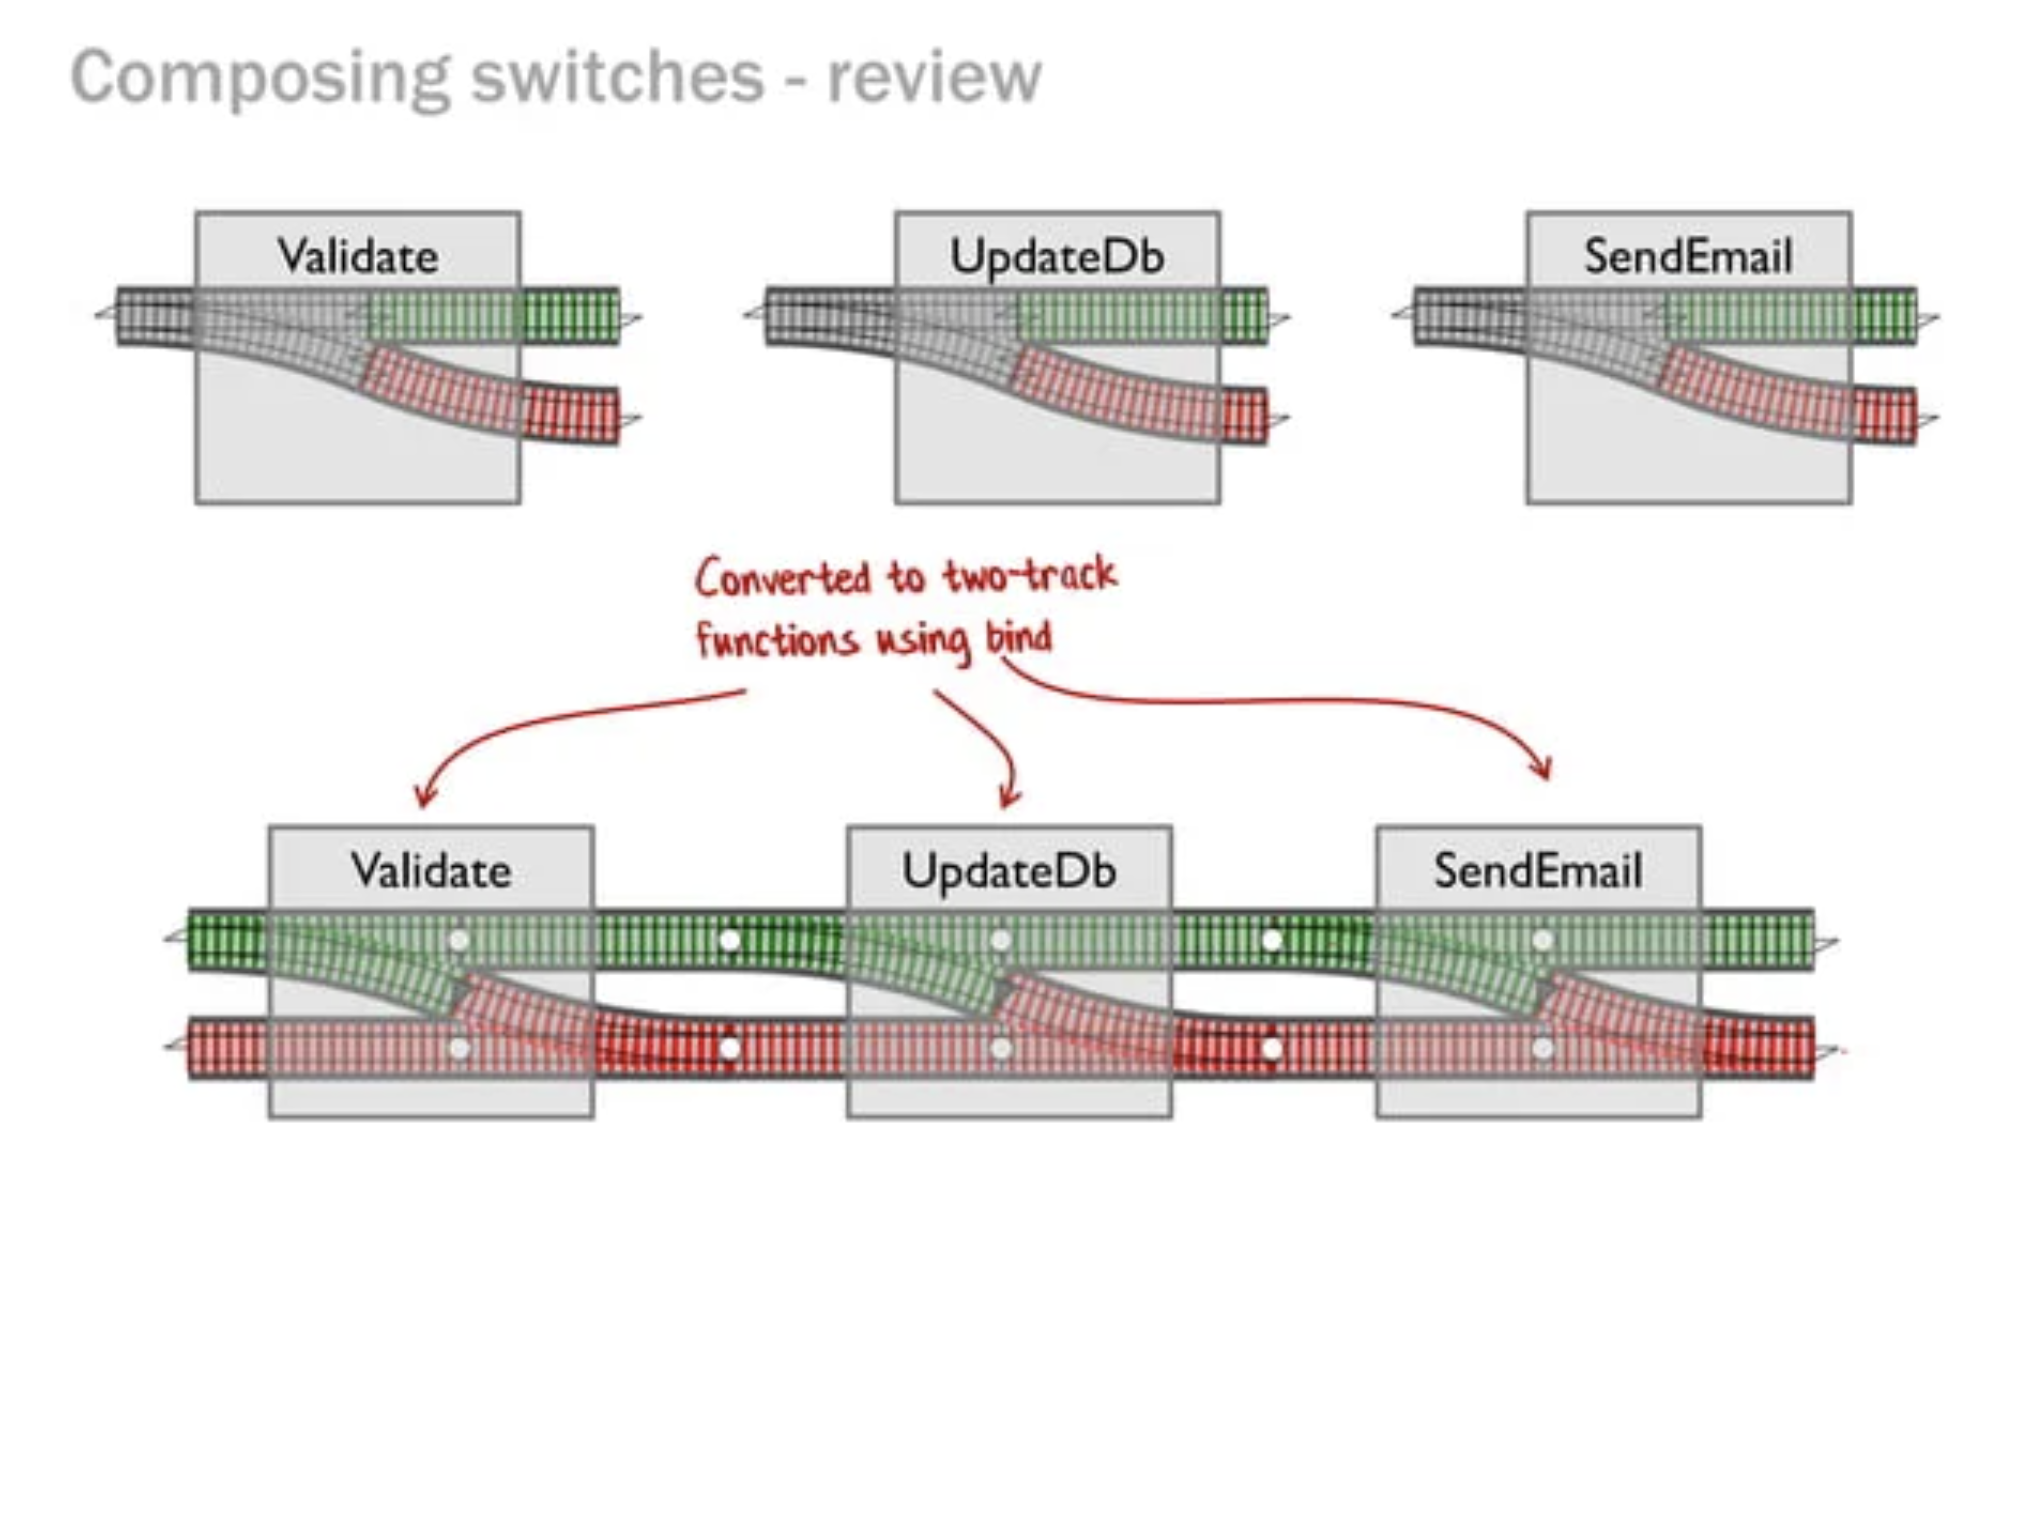 Composing switches - review
Validate
UpdateDb
SendEmail
Converted to two-track
functions using bind
Validate
UpdateDb
SendEmail